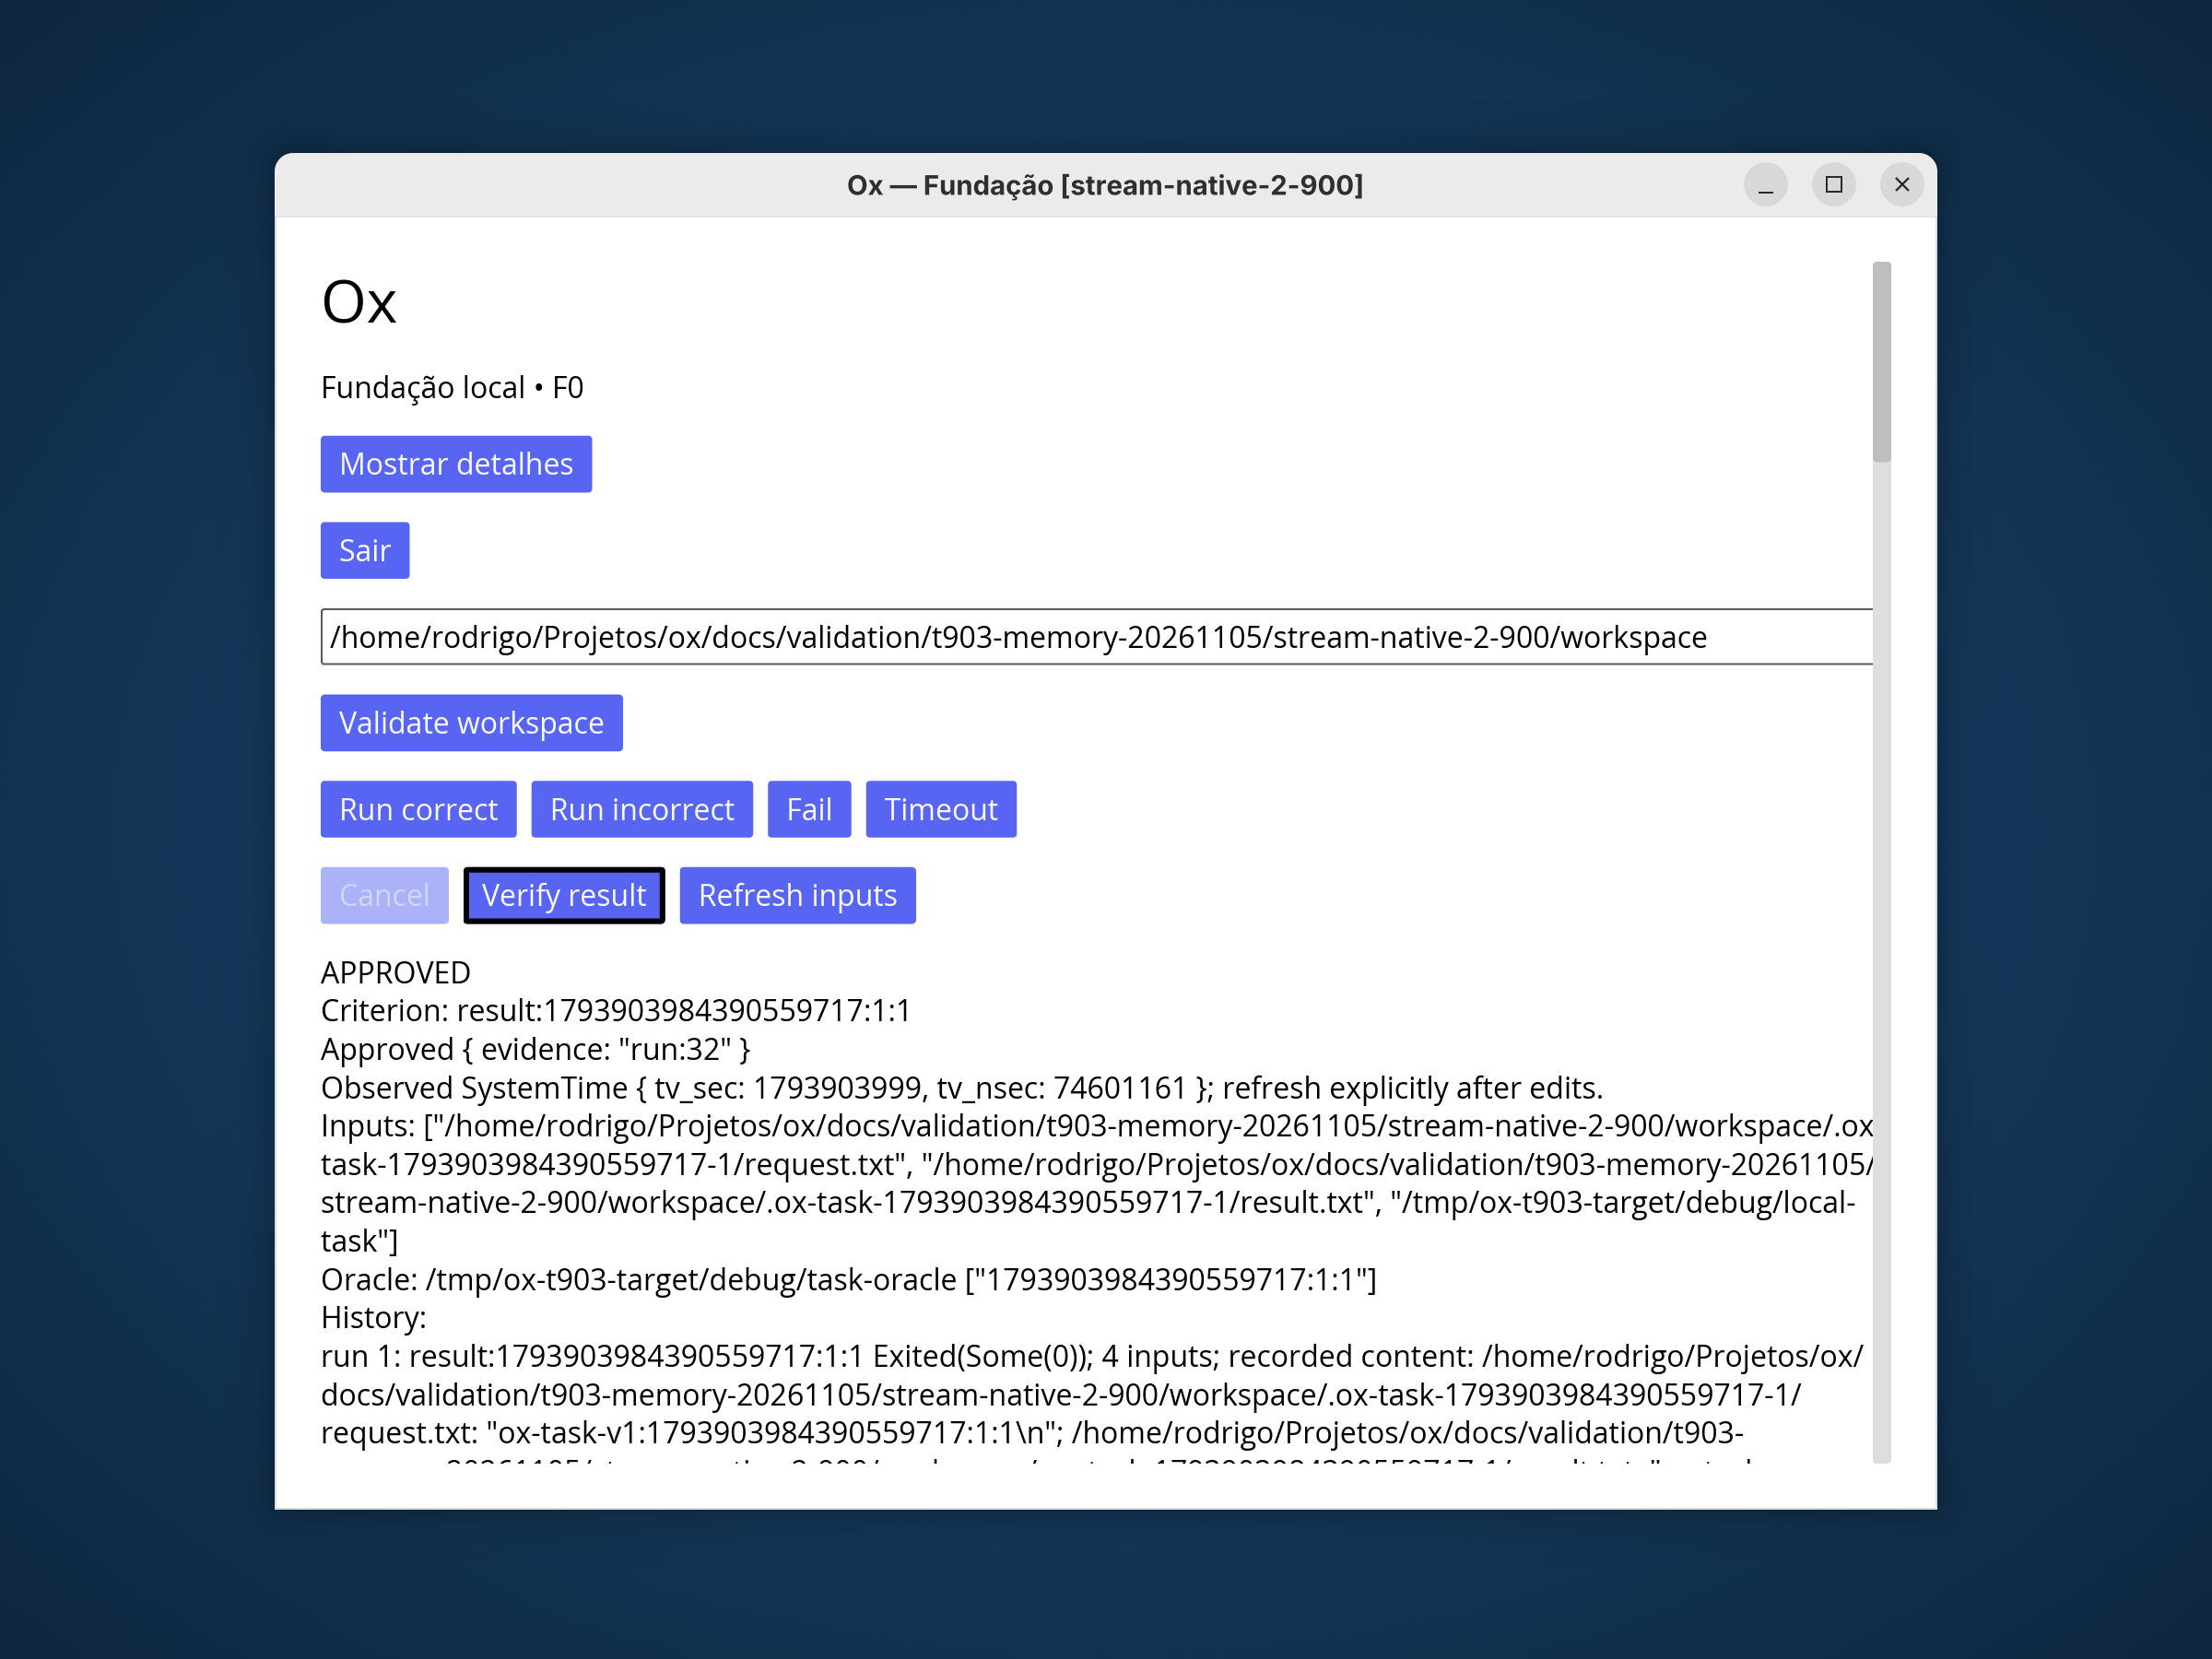 Ox — Fundação [stream-native-2-900]
Ox
Fundação local • F0
Mostrar detalhes
Sair
/home/rodrigo/Projetos/ox/docs/validation/t903-memory-20261105/stream-native-2-900/workspace
Validate workspace
Run correct Run incorrect Fail Timeout
Cancel Verify result Refresh inputs
APPROVED
Criterion: result:1793903984390559717:1:1
Approved { evidence: "run:32" }
Observed SystemTime { tv_sec: 1793903999, tv_nsec: 74601161 }; refresh explicitly after edits.
Inputs: ["/home/rodrigo/Projetos/ox/docs/validation/t903-memory-20261105/stream-native-2-900/workspace/.ox
task-1793903984390559717-1/request.txt", "/home/rodrigo/Projetos/ox/docs/validation/t903-memory-20261105/
stream-native-2-900/workspace/.ox-task-1793903984390559717-1/result.txt", "/tmp/ox-t903-target/debug/local-
task"]
Oracle: /tmp/ox-t903-target/debug/task-oracle ["1793903984390559717:1:1"]
History:
run 1: result:1793903984390559717:1:1 Exited(Some(0)); 4 inputs; recorded content: /home/rodrigo/Projetos/ox/
docs/validation/t903-memory-20261105/stream-native-2-900/workspace/.ox-task-1793903984390559717-1/
request.txt: "ox-task-v1:1793903984390559717:1:1\n"; /home/rodrigo/Projetos/ox/docs/validation/t903-